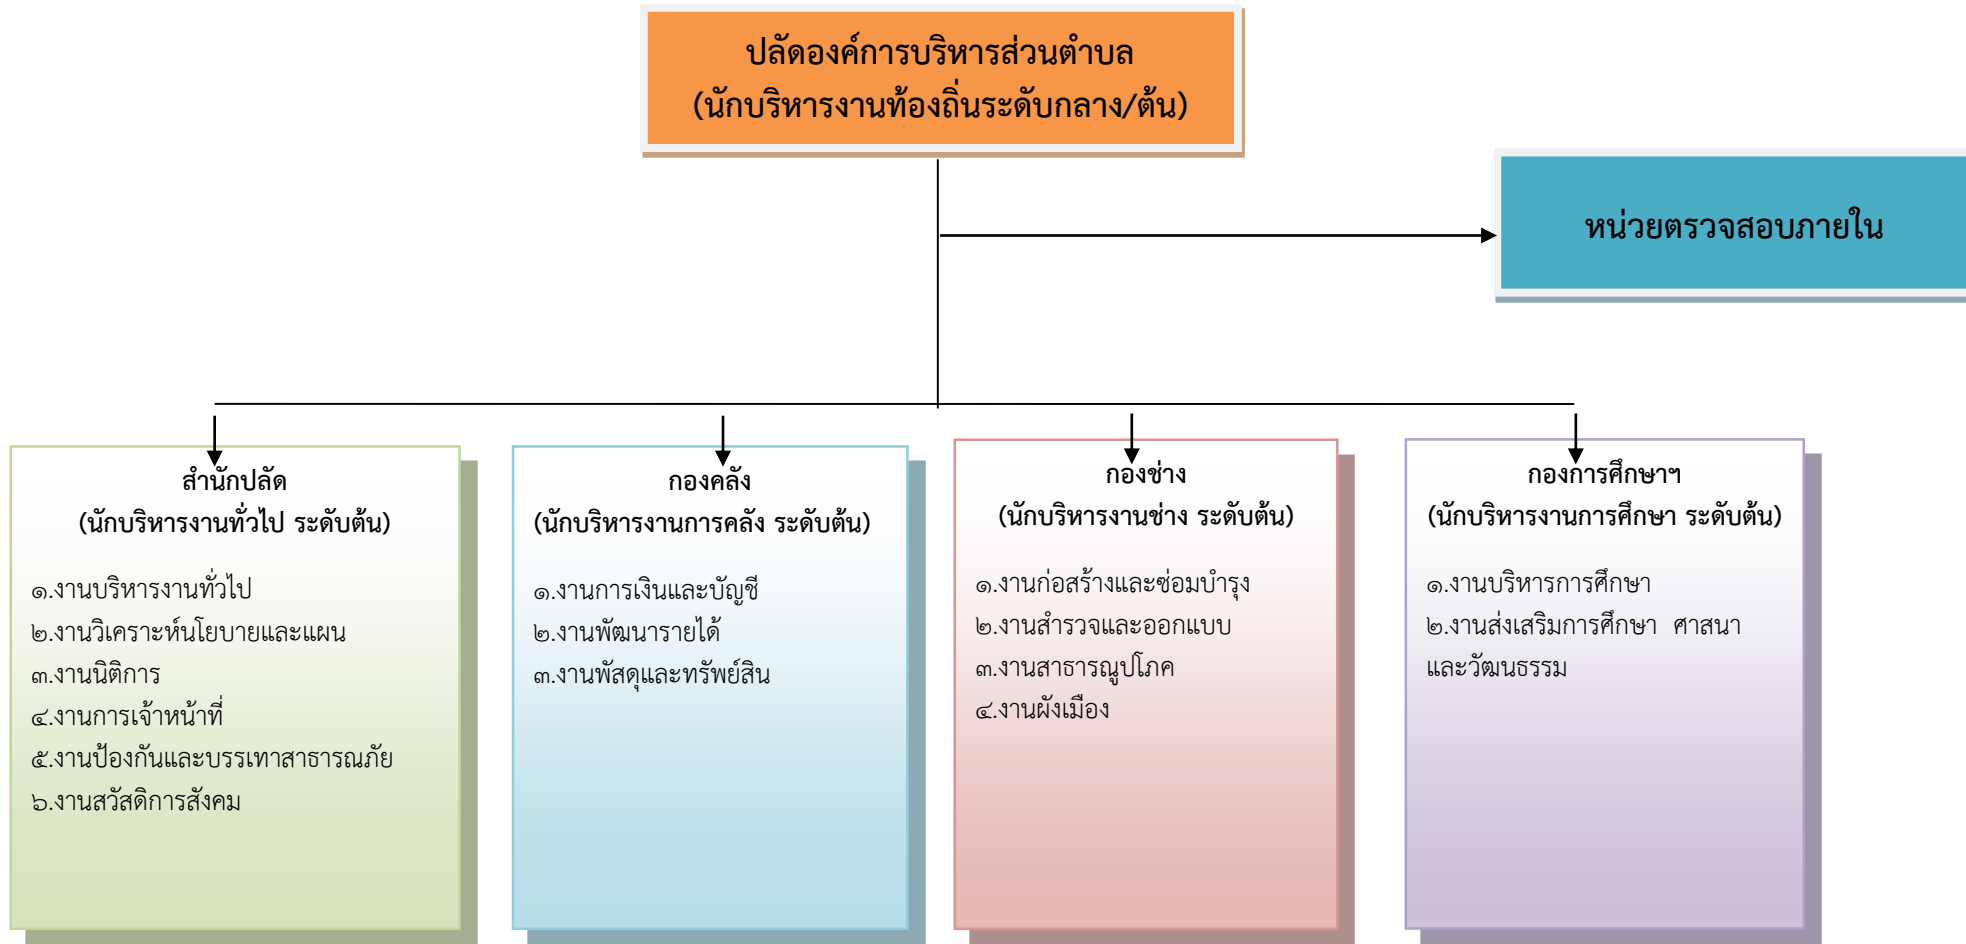 ปลัดองค์การบริหารส่วนตำบล
(นักบริหารงานท้องถิ่นระดับกลาง/ต้น)
หน่วยตรวจสอบภายใน
สำนักปลัด
(นักบริหารงานทั่วไป ระดับต้น)
๑.งานบริหารงานทั่วไป
๒.งานวิเคราะห์นโยบายและแผน
๓.งานนิติการ
๔.งานการเจ้าหน้าที่
๕.งานป้องกันและบรรเทาสาธารณภัย
๖.งานสวัสดิการสังคม
กองคลัง
(นักบริหารงานการคลัง ระดับต้น)
๑.งานการเงินและบัญชี
๒.งานพัฒนารายได้
๓.งานพัสดุและทรัพย์สิน
กองช่าง
(นักบริหารงานช่าง ระดับต้น)
๑.งานก่อสร้างและซ่อมบำรุง
๒.งานสำรวจและออกแบบ
๓.งานสาธารณูปโภค
๔.งานผังเมือง
กองการศึกษาฯ
(นักบริหารงานการศึกษา ระดับต้น)
๑.งานบริหารการศึกษา
๒.งานส่งเสริมการศึกษา ศาสนา
และวัฒนธรรม